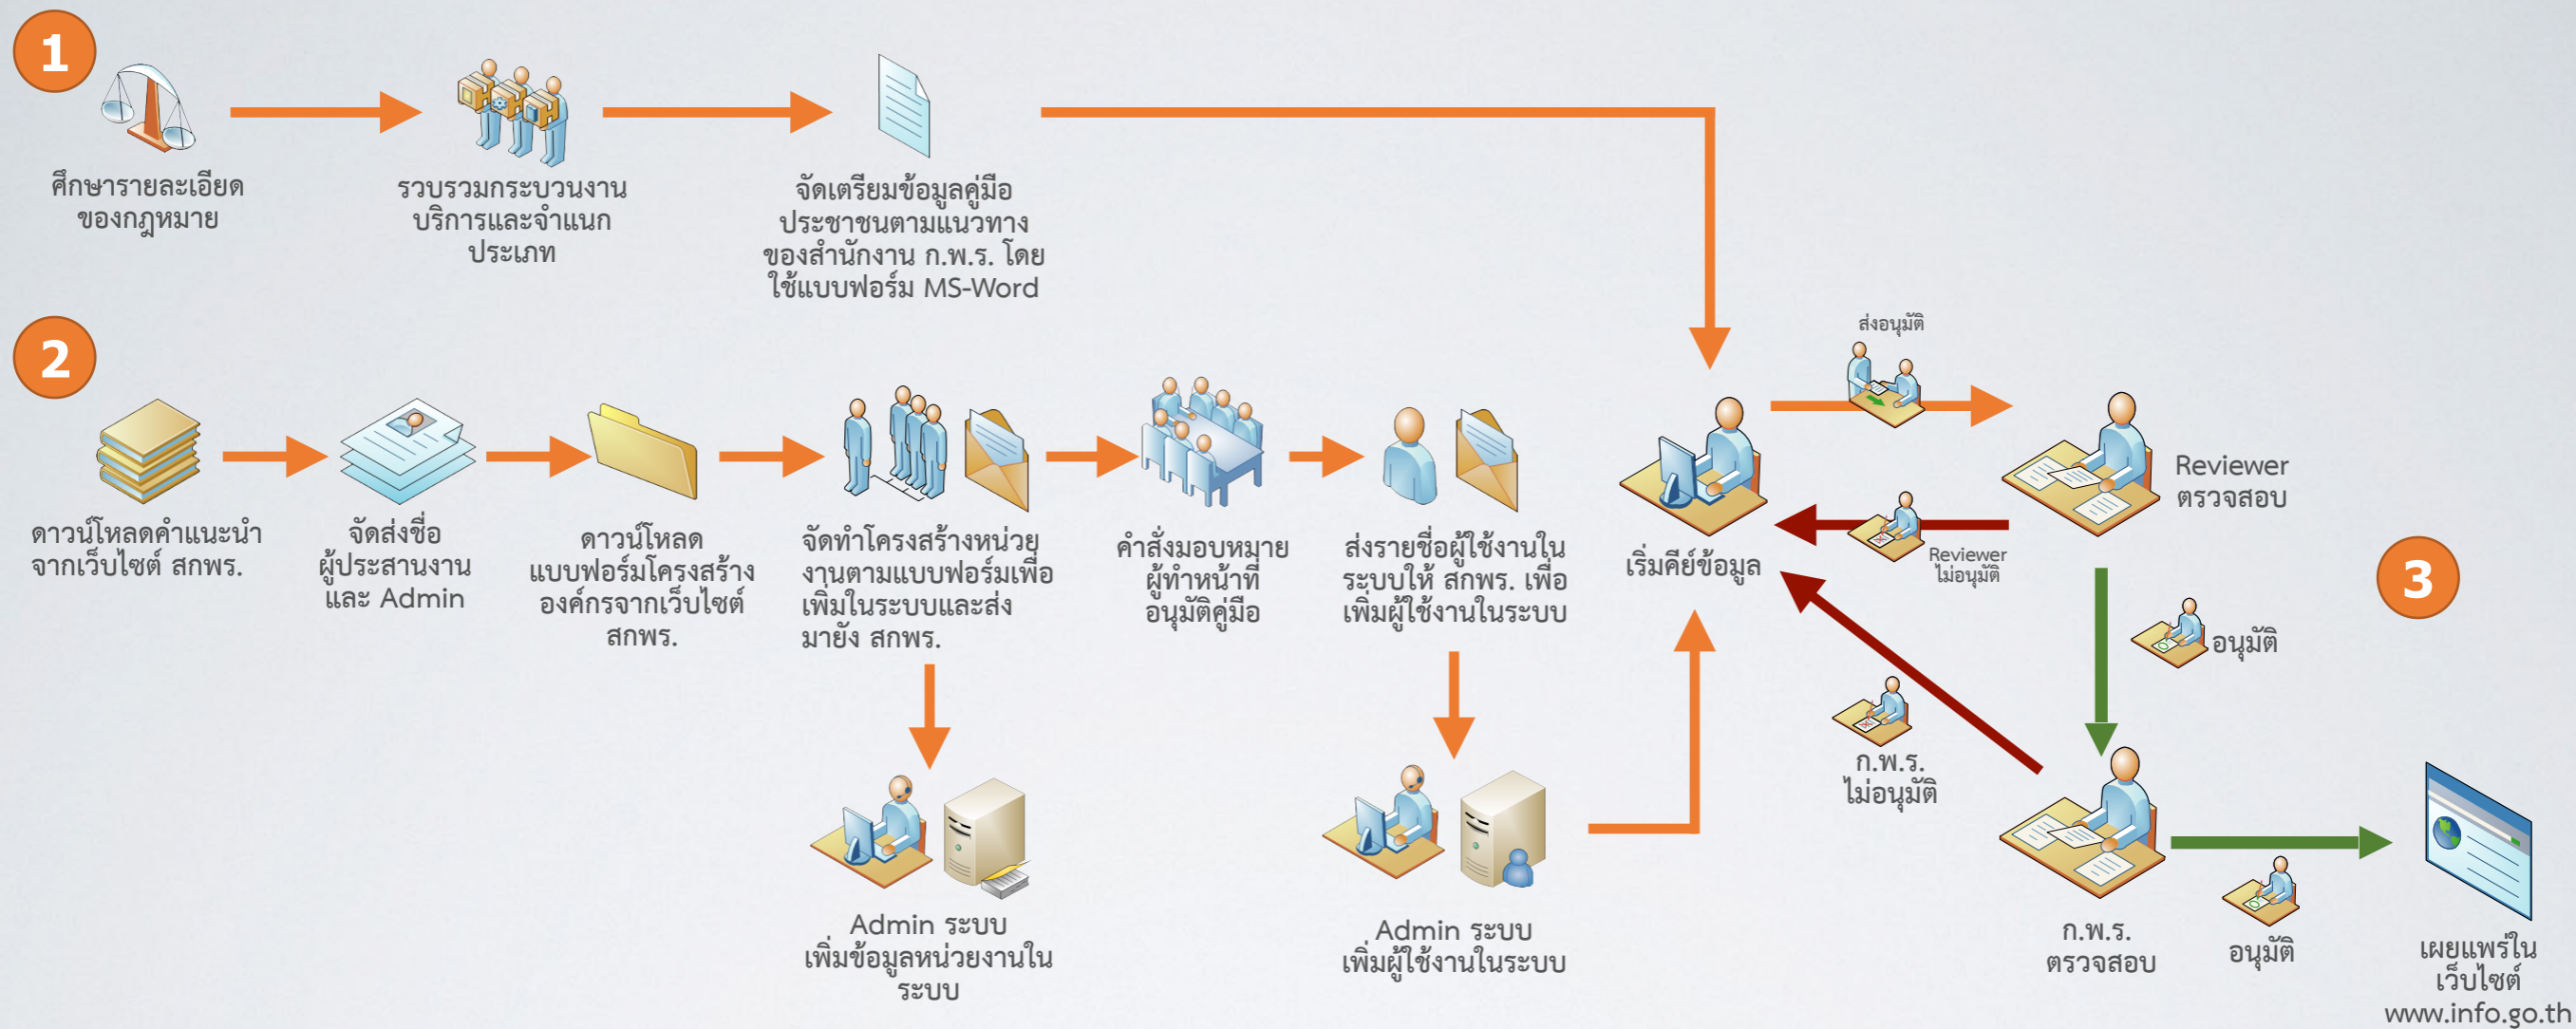 1
ศึกษารายละเอียด
ของกฎหมาย
รวบรวมกระบวนงาน
บริการและจำแนก
ประเภท
จัดเตรียมข้อมูลคู่มือ
ประชาชนตามแนวทาง
ของสำนักงาน ก.พ.ร. โดย
ใช้แบบฟอร์ม MS-Word
2
ดาวน์โหลดคำแนะนำ
จากเว็บไซต์ สกพร.
จัดส่งชื่อ
ผู้ประสานงาน
และ Admin
ดาวน์โหลด
แบบฟอร์มโครงสร้าง
องค์กรจากเว็บไซต์
สกพร.
จัดทำโครงสร้างหน่วย
งานตามแบบฟอร์มเพื่อ
เพิ่มในระบบและส่ง
มายัง สกพร.
คำสั่งมอบหมาย
ผู้ทำหน้าที่
อนุมัติคู่มือ
ส่งรายชื่อผู้ใช้งานใน
ระบบให้ สกพร. เพื่อ
เพิ่มผู้ใช้งานในระบบ
Admin ระบบ
เพิ่มข้อมูลหน่วยงานใน
ระบบ
Admin ระบบ
เพิ่มผู้ใช้งานในระบบ
เริ่มคีย์ข้อมูล
ส่งอนุมัติ
Reviewer
ตรวจสอบ
Reviewer
ไม่อนุมัติ
3
อนุมัติ
ก.พ.ร.
ไม่อนุมัติ
ก.พ.ร.
ตรวจสอบ
อนุมัติ
เผยแพร่ใน
เว็บไซต์
www.info.go.th